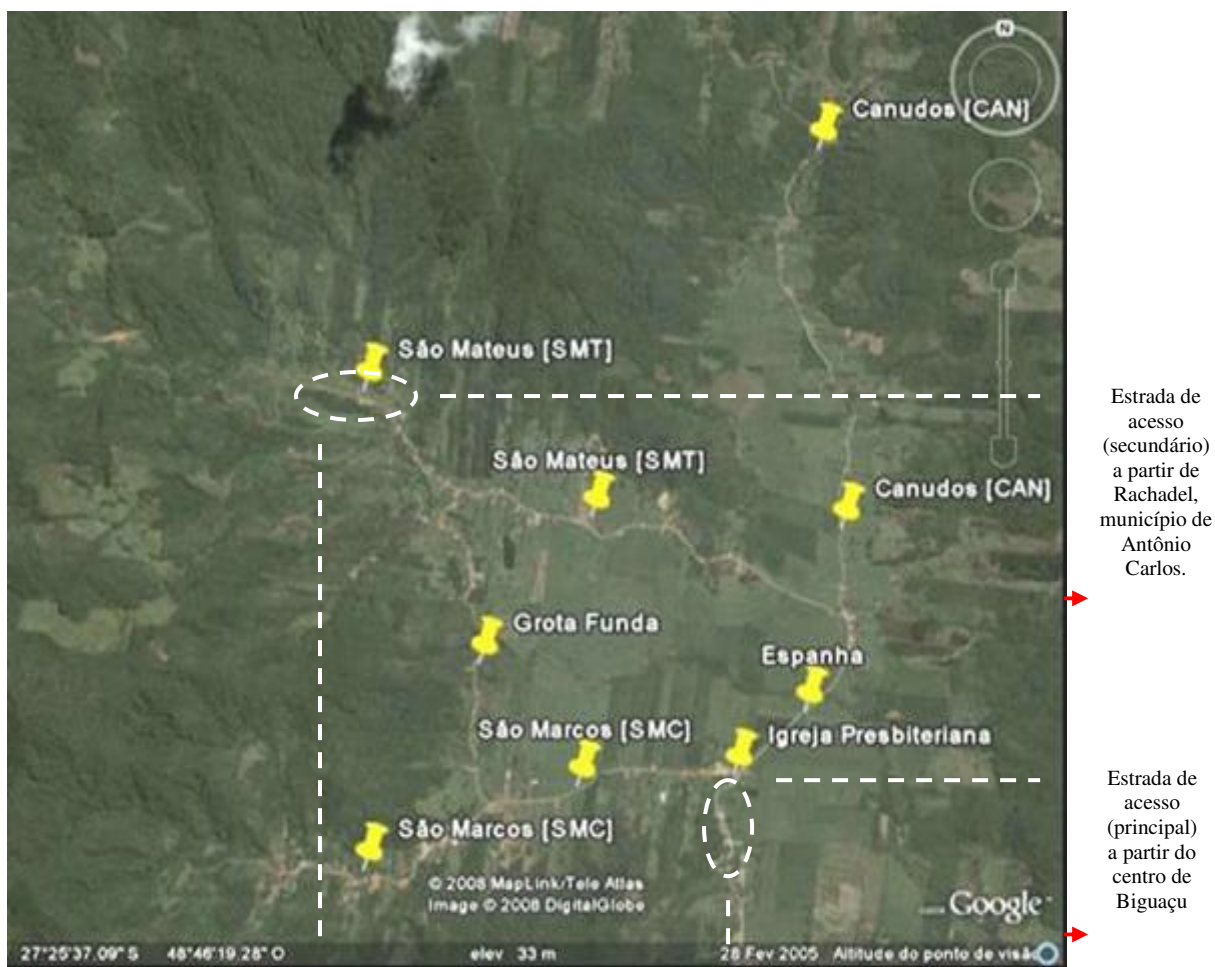 N
Canudos [CAN]
São Mateus [SMT]
Estrada de
acesso
(secundário)
a partir de
Rachadel,
município de
Antônio
Carlos.
São Mateus [SMT]
Canudos [CAN]
Grota Funda
Espanha
São Marcos [SMC]
Igreja Presbiteriana
Estrada de
acesso
(principal)
a partir do
centro de
Biguaçu
São Marcos [SMC]
© 2008 MapLink/Tele Atlas
Image © 2008 DigitalGlobe
Google
27°25'37.09" S 48°46'19.28" O elev 33 m 28 Fev 2005 Altitude do ponto de visão